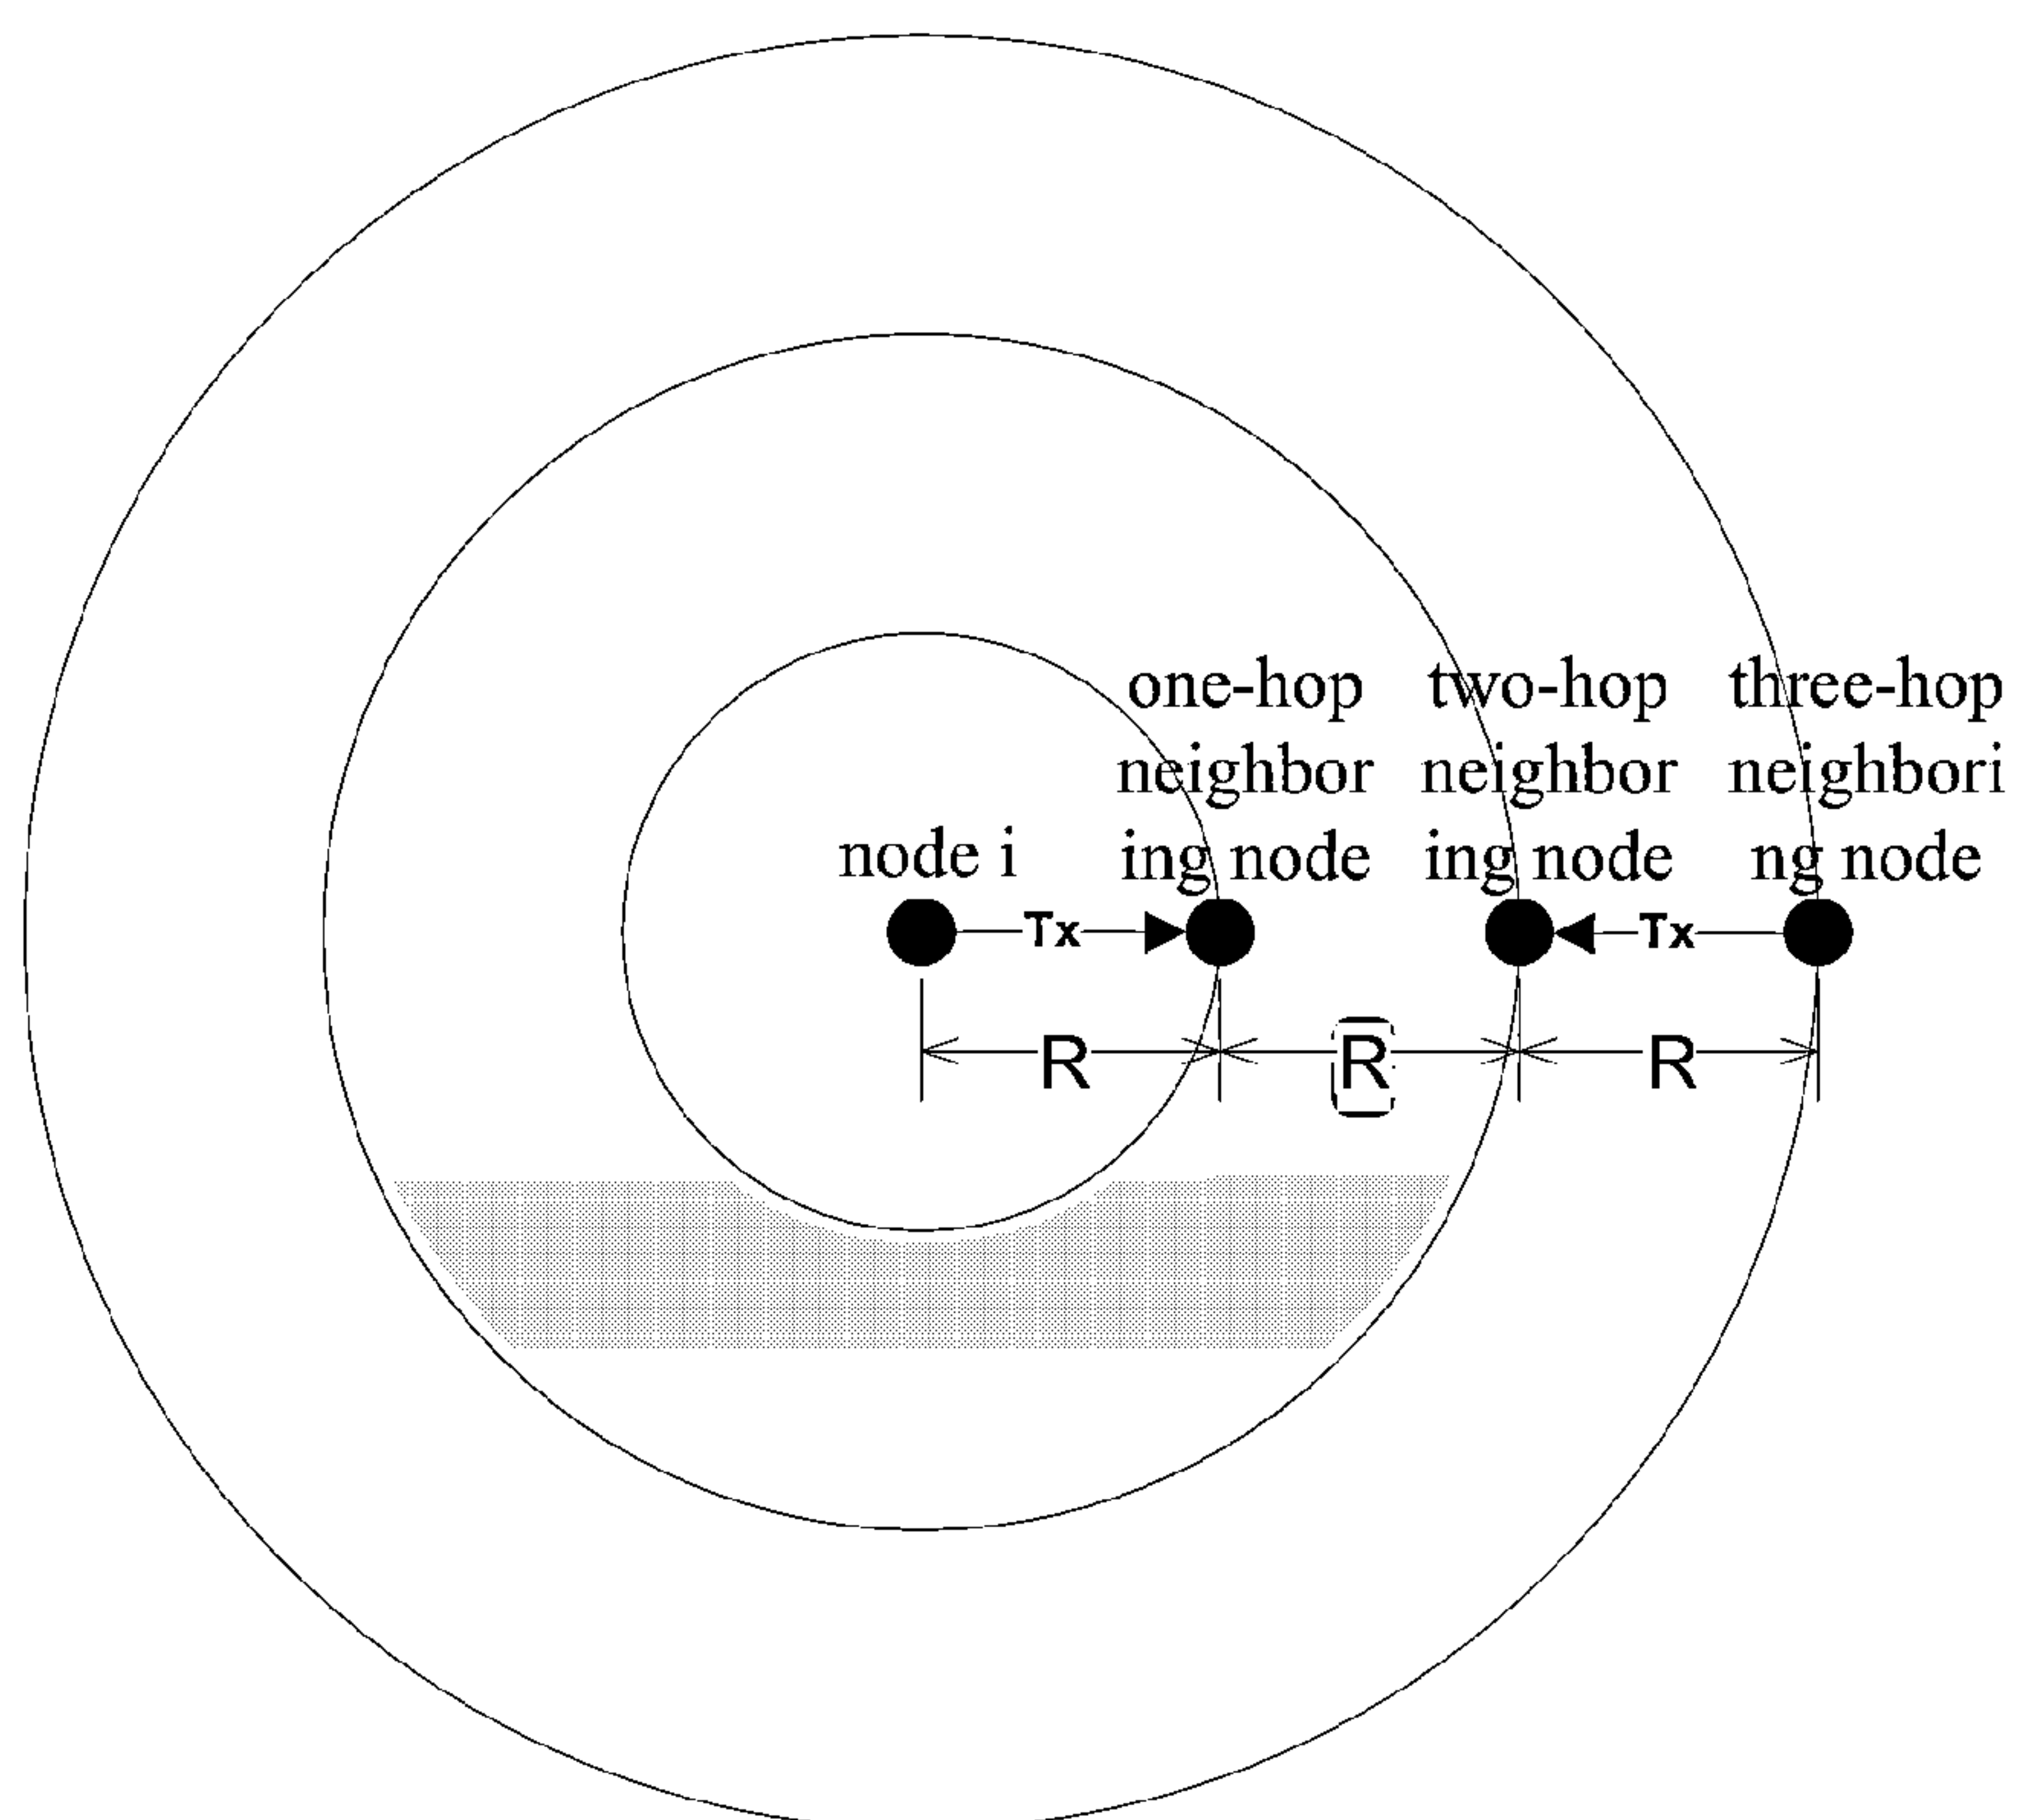 one-hop
neighbor
ing node
two-hop
neighbor
ing node
three-hop
neighbori
ng node
node i
Tx
Tx
R
R
R